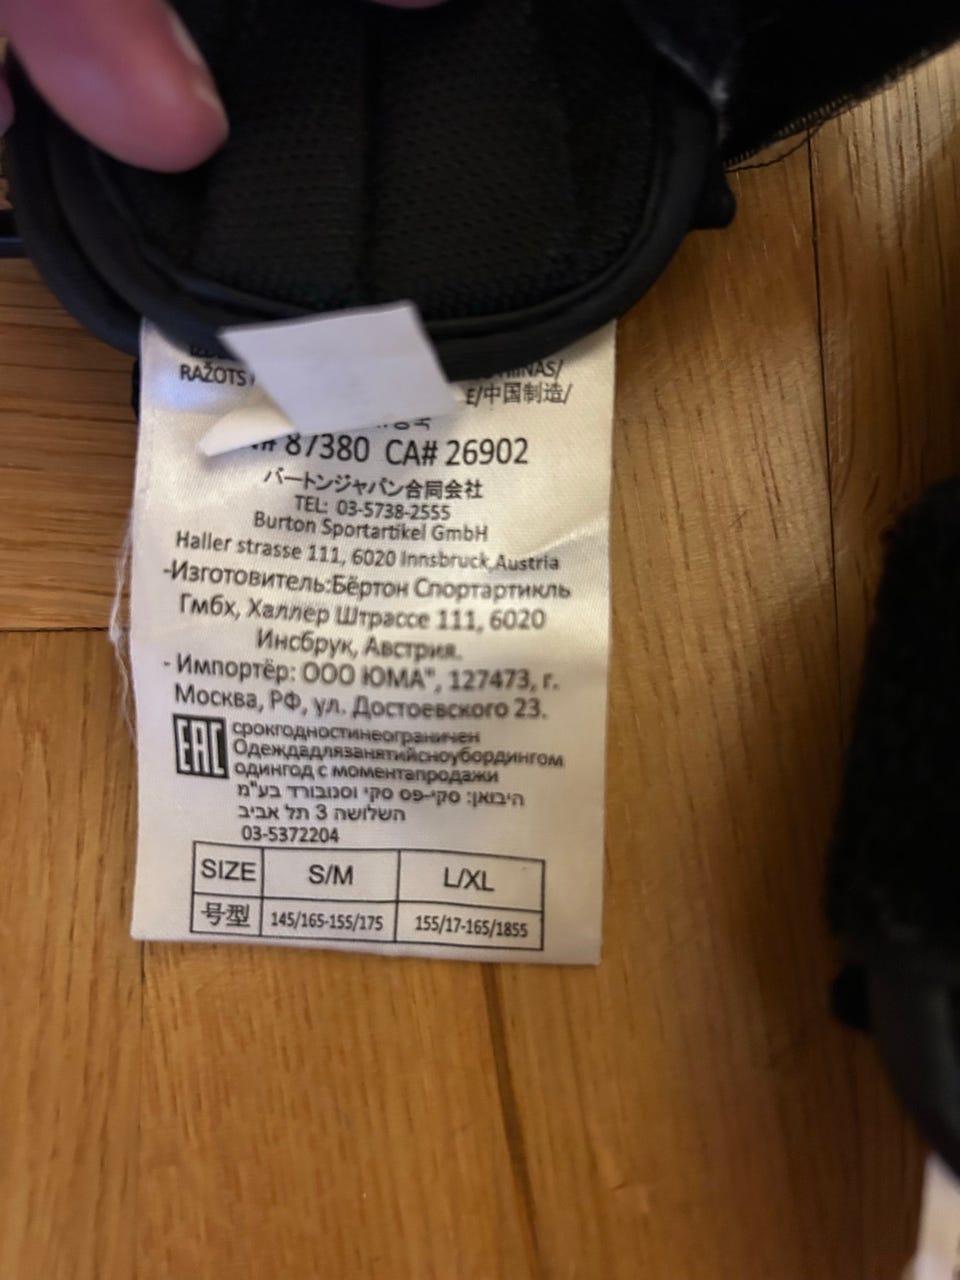 RAŽOTS
E/中国制造/
# 87380 CA# 26902
バートンジャパン合同会社
TEL: 03-5738-2555
Burton Sportartikel GmbH
Haller strasse 111, 6020 Innsbruck,Austria
-Изготовитель:Бёртон Спортартикль
Гмбх, Халлер Штрассе 111, 6020
Инсбрук, Австрия.
- Импортёр: ООО ЮМА", 127473, г.
Москва, РФ, ул. Достоевского 23.
EAC
срокгодностинеограничен
Одеждадлязанятийсноубордингом
одингод с моментапродажи
היבואן: סקי-פס סקי וסנובורד בע"מ
השלושה 3 תל אביב
03-5372204
SIZE S/M L/XL
号型 145/165-155/175 155/17-165/1855